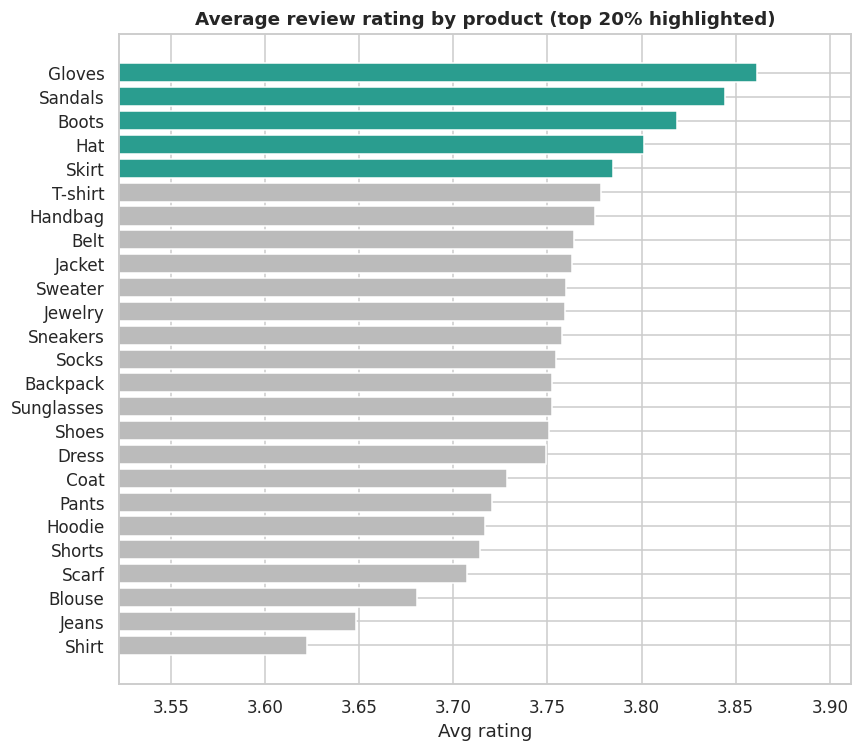 Average review rating by product (top 20% highlighted)
Gloves
Sandals
Boots
Hat
Skirt
T-shirt
Handbag
Belt
Jacket
Sweater
Jewelry
Sneakers
Socks
Backpack
Sunglasses
Shoes
Dress
Coat
Pants
Hoodie
Shorts
Scarf
Blouse
Jeans
Shirt
3.55 3.60 3.65 3.70 3.75 3.80 3.85 3.90
Avg rating